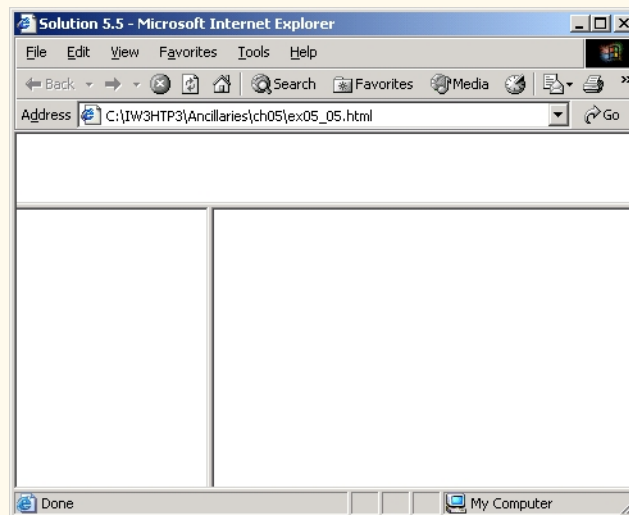 Solution 5.5 - Microsoft Internet Explorer
File Edit View Favorites Tools Help
Back Search Favorites Media »
Address C:\IW3HTP3\Ancillaries\ch05\ex05_05.html Go
Done My Computer